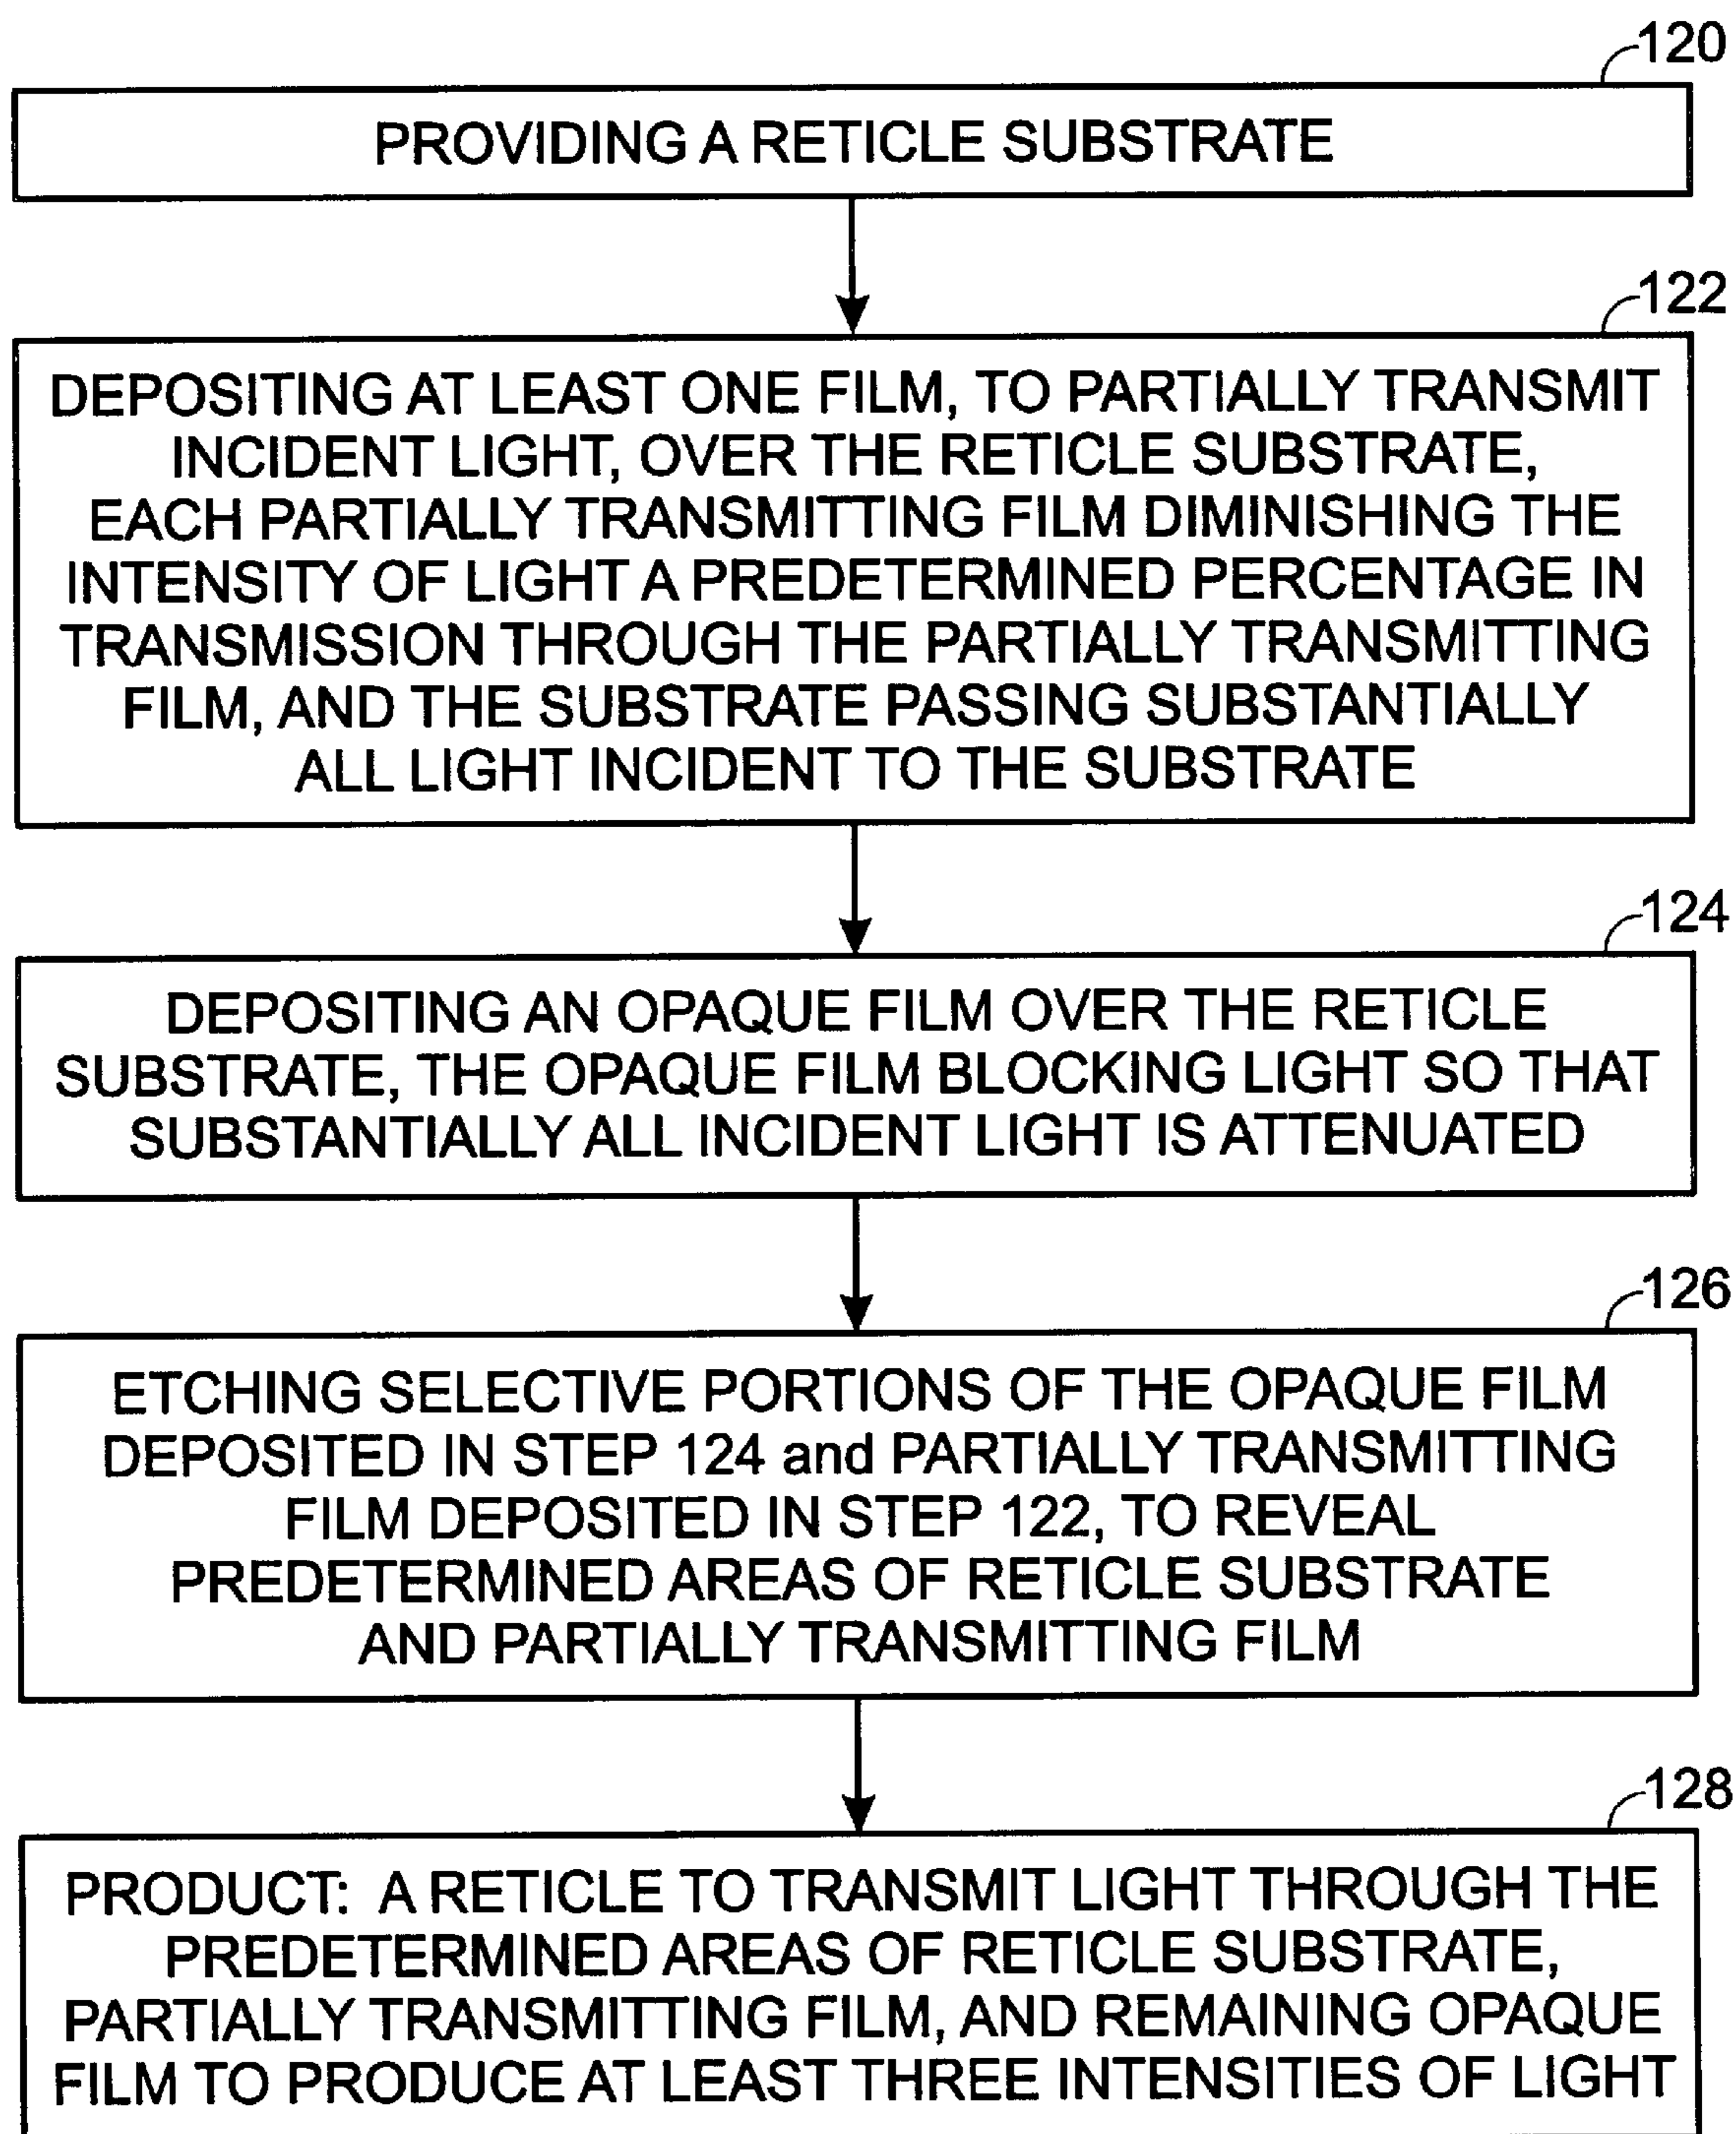 120
PROVIDING A RETICLE SUBSTRATE
122
DEPOSITING AT LEAST ONE FILM, TO PARTIALLY TRANSMIT
INCIDENT LIGHT, OVER THE RETICLE SUBSTRATE,
EACH PARTIALLY TRANSMITTING FILM DIMINISHING THE
INTENSITY OF LIGHT A PREDETERMINED PERCENTAGE IN
TRANSMISSION THROUGH THE PARTIALLY TRANSMITTING
FILM, AND THE SUBSTRATE PASSING SUBSTANTIALLY
ALL LIGHT INCIDENT TO THE SUBSTRATE
124
DEPOSITING AN OPAQUE FILM OVER THE RETICLE
SUBSTRATE, THE OPAQUE FILM BLOCKING LIGHT SO THAT
SUBSTANTIALLY ALL INCIDENT LIGHT IS ATTENUATED
126
ETCHING SELECTIVE PORTIONS OF THE OPAQUE FILM
DEPOSITED IN STEP 124 and PARTIALLY TRANSMITTING
FILM DEPOSITED IN STEP 122, TO REVEAL
PREDETERMINED AREAS OF RETICLE SUBSTRATE
AND PARTIALLY TRANSMITTING FILM
128
PRODUCT: A RETICLE TO TRANSMIT LIGHT THROUGH THE
PREDETERMINED AREAS OF RETICLE SUBSTRATE,
PARTIALLY TRANSMITTING FILM, AND REMAINING OPAQUE
FILM TO PRODUCE AT LEAST THREE INTENSITIES OF LIGHT